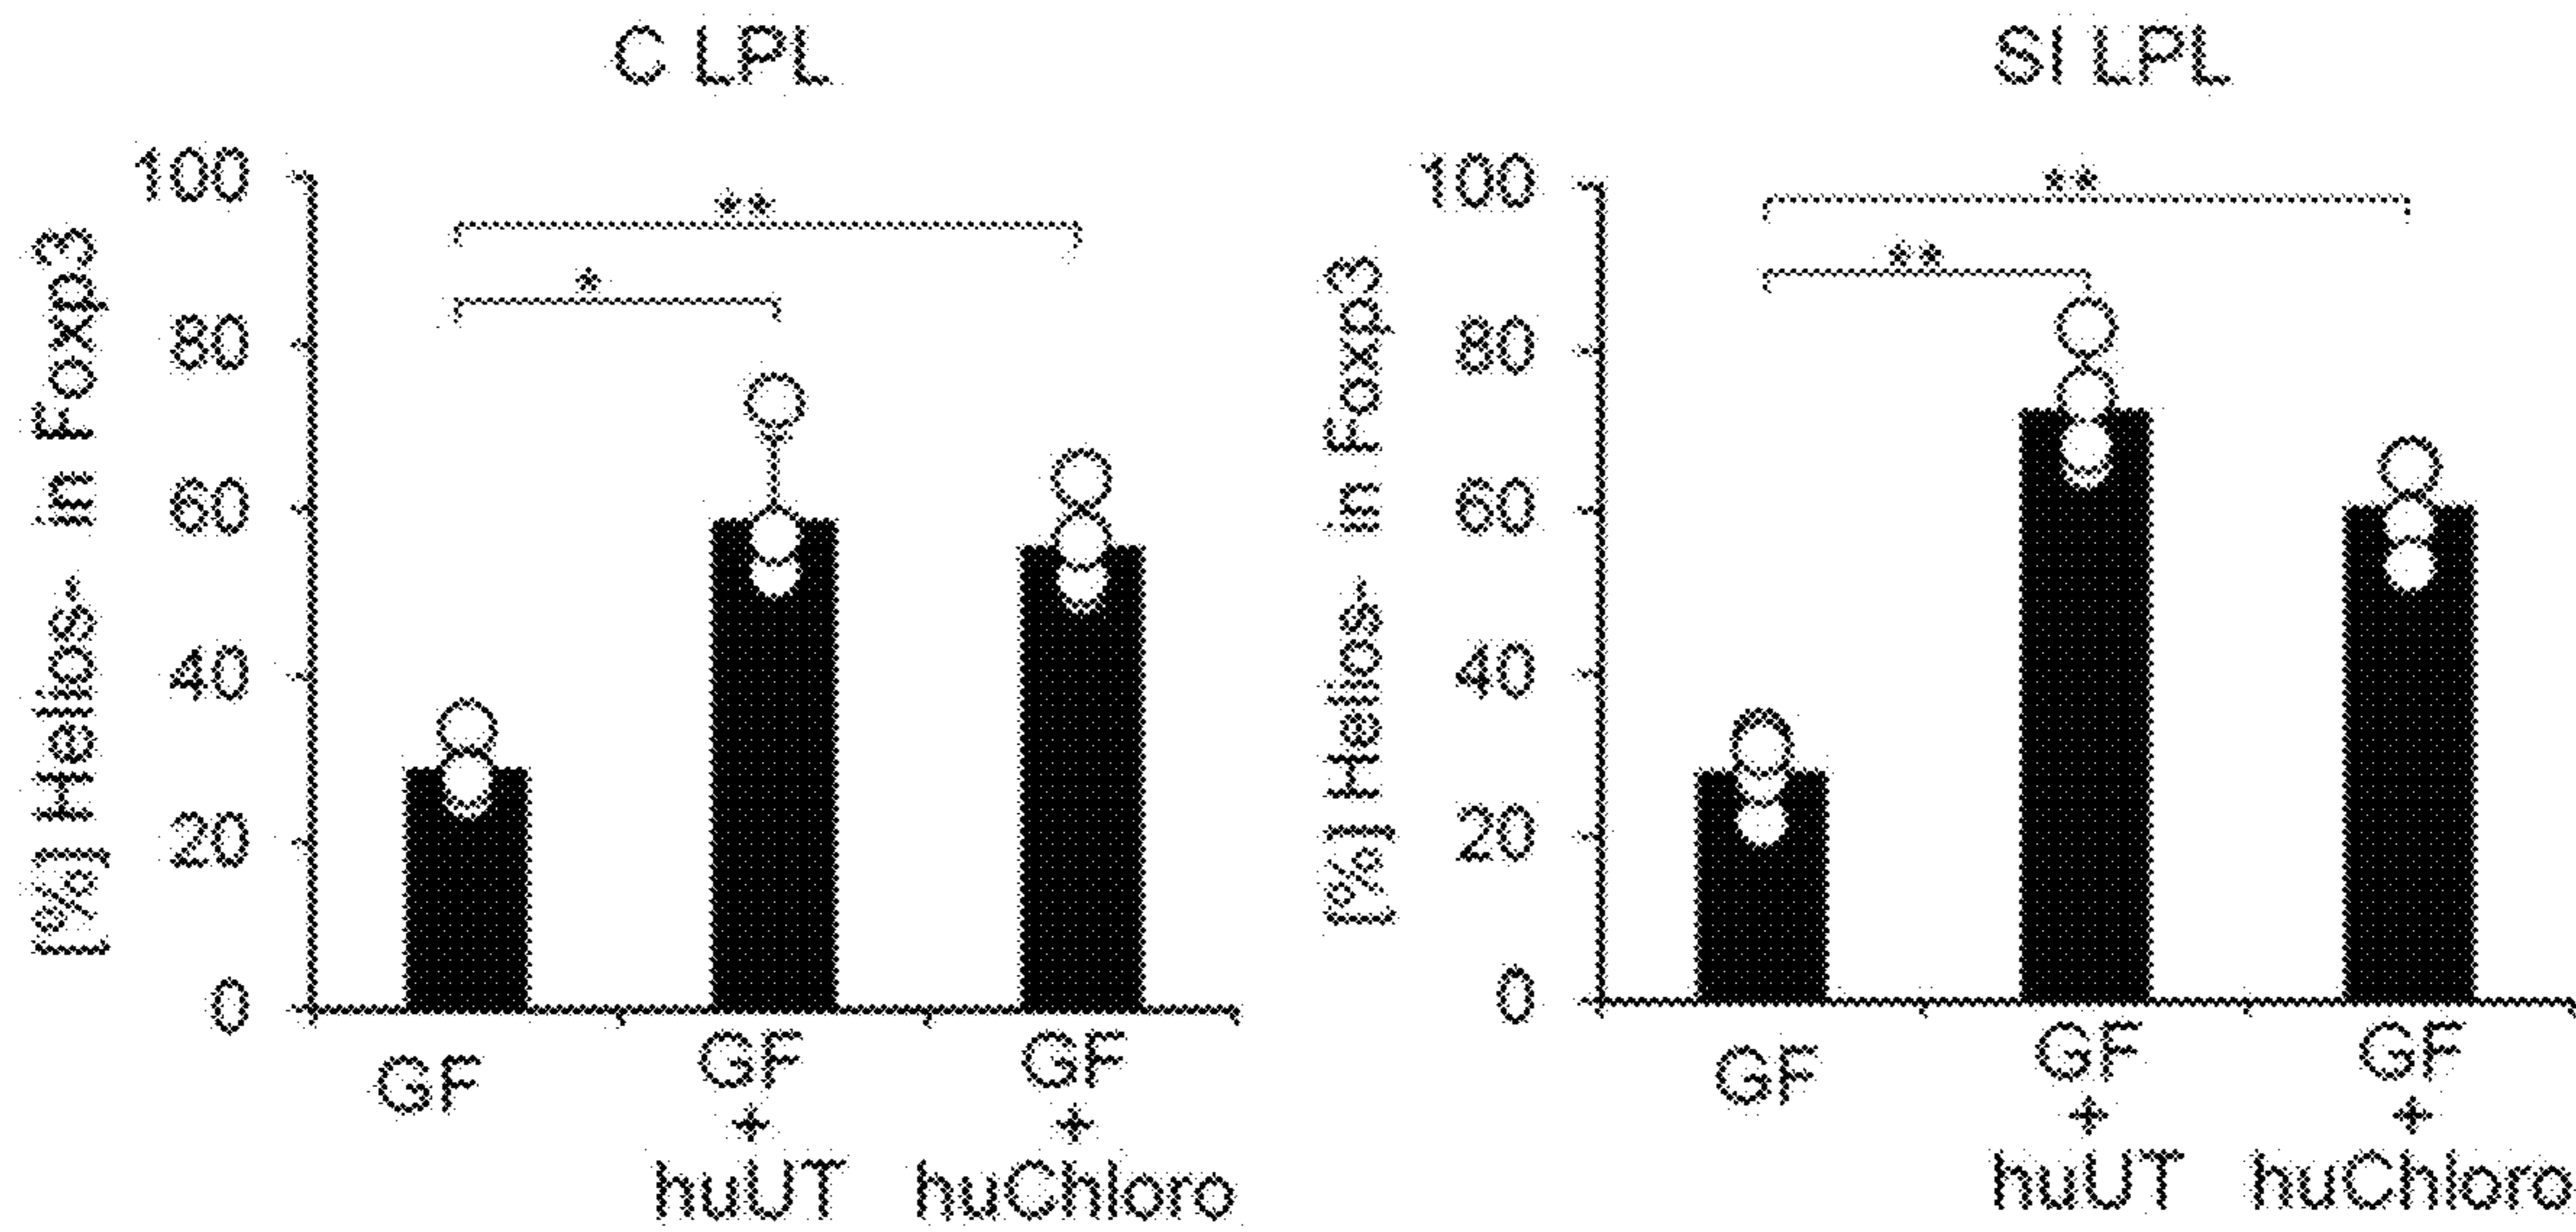 C LPL
[%] Helios- in Foxp3
100
80
60
40
20
0
**
*
GF
GF
+
huUT
GF
+
huChloro
SI LPL
[%] Helios- in Foxp3
100
80
60
40
20
0
**
**
GF
GF
+
huUT
GF
+
huChloro